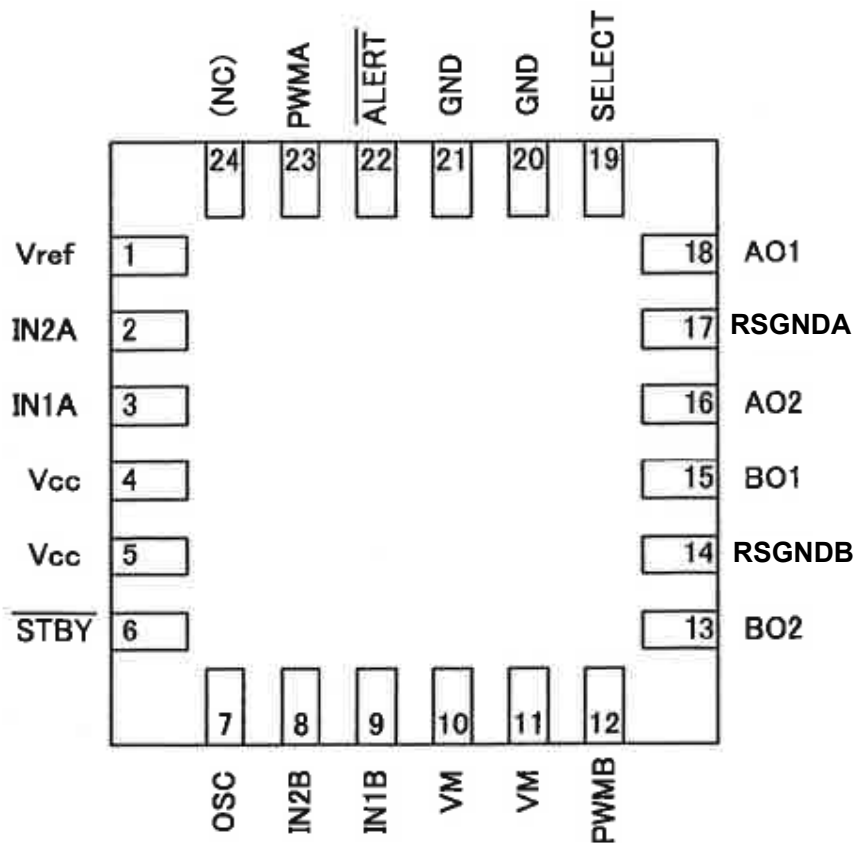 (NC) PWMA ALERT GND GND SELECT
24 23 22 21 20 19
Vref 1 18 AO1
IN2A 2 17 RSGNDA
IN1A 3 16 AO2
Vcc 4 15 BO1
Vcc 5 14 RSGNDB
STBY 6 13 BO2
7 8 9 10 11 12
OSC IN2B IN1B VM VM PWMB